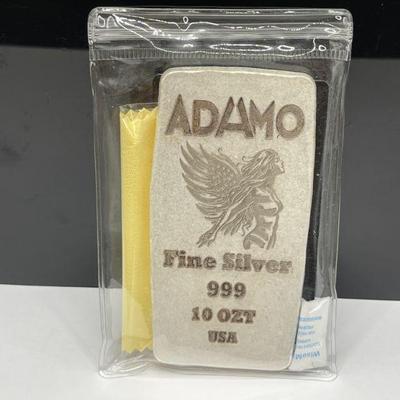 ADAMO
Fine Silver
999
10 OZT
USA